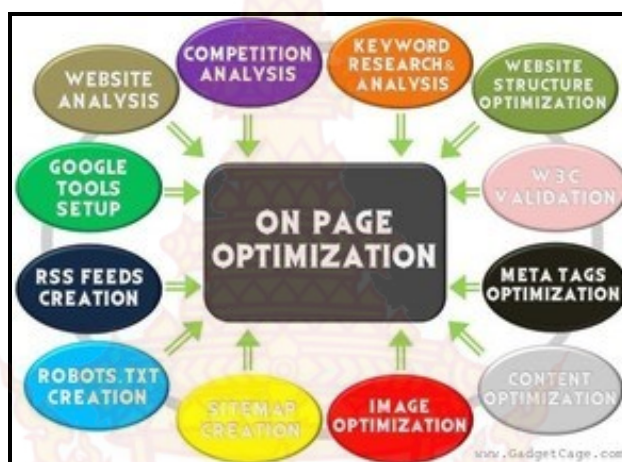 WEBSITE
ANALYSIS
COMPETITION
ANALYSIS
KEYWORD
RESEARCH&
ANALYSIS
WEBSITE
STRUCTURE
OPTIMIZATION
GOOGLE
TOOLS
SETUP
ON PAGE
OPTIMIZATION
W3C
VALIDATION
RSS FEEDS
CREATION
META TAGS
OPTIMIZATION
ROBOTS.TXT
CREATION
SITEMAP
CREATION
IMAGE
OPTIMIZATION
CONTENT
OPTIMIZATION
www.GadgetCage.com